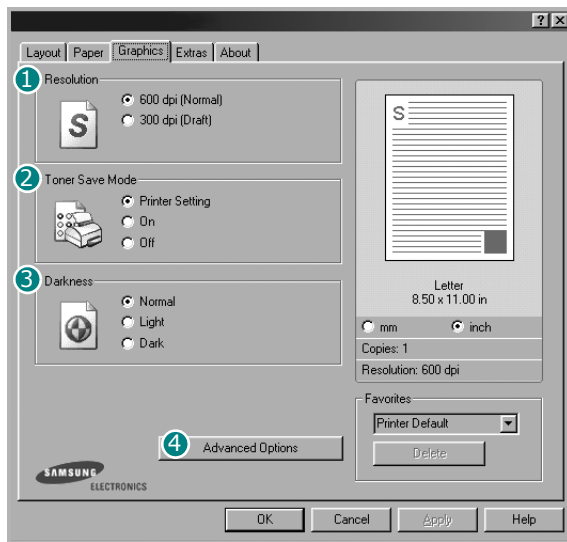 Layout Paper Graphics Extras About
1 Resolution
600 dpi (Normal)
300 dpi (Draft)
S
2 Toner Save Mode
Printer Setting
On
Off
3 Darkness
Normal
Light
Dark
4 Advanced Options
SAMSUNG
ELECTRONICS
S
Letter
8.50 x 11.00 in
mm inch
Copies: 1
Resolution: 600 dpi
Favorites
Printer Default
Delete
OK Cancel Apply Help